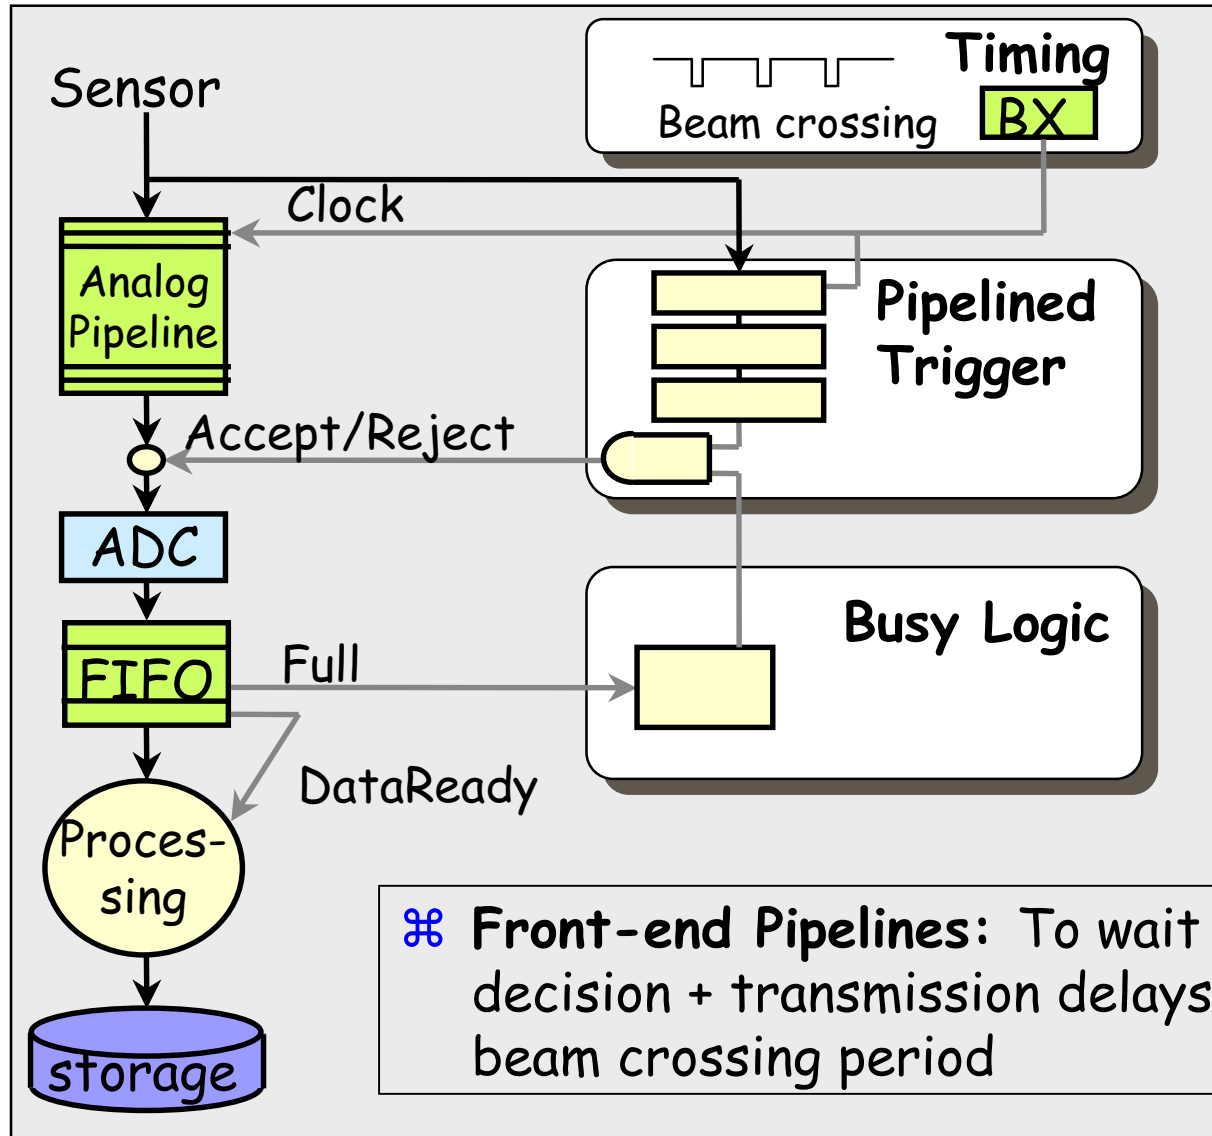 Timing
Sensor
Beam crossing
BX
Clock
Analog
Pipeline
Pipelined
Trigger
Accept/Reject
ADC
Busy Logic
FIFO
Full
DataReady
Proces-
sing
⌘ Front-end Pipelines: To wait
decision + transmission delays
beam crossing period
storage